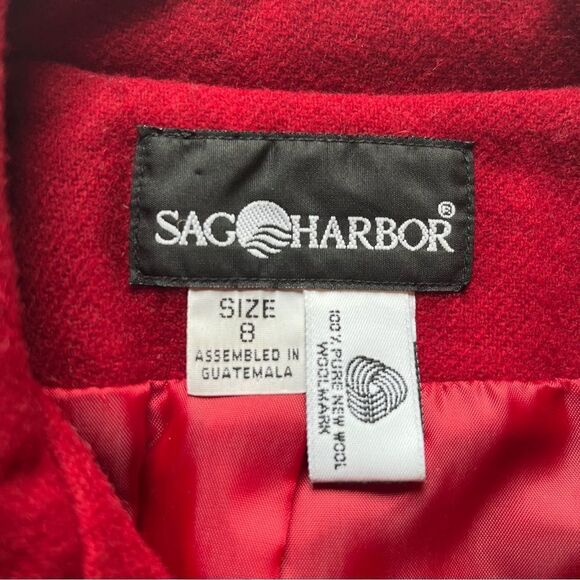 SAG HARBOR®
SIZE
8
ASSEMBLED IN
GUATEMALA
100% PURE NEW WOOL
WOOLMARK